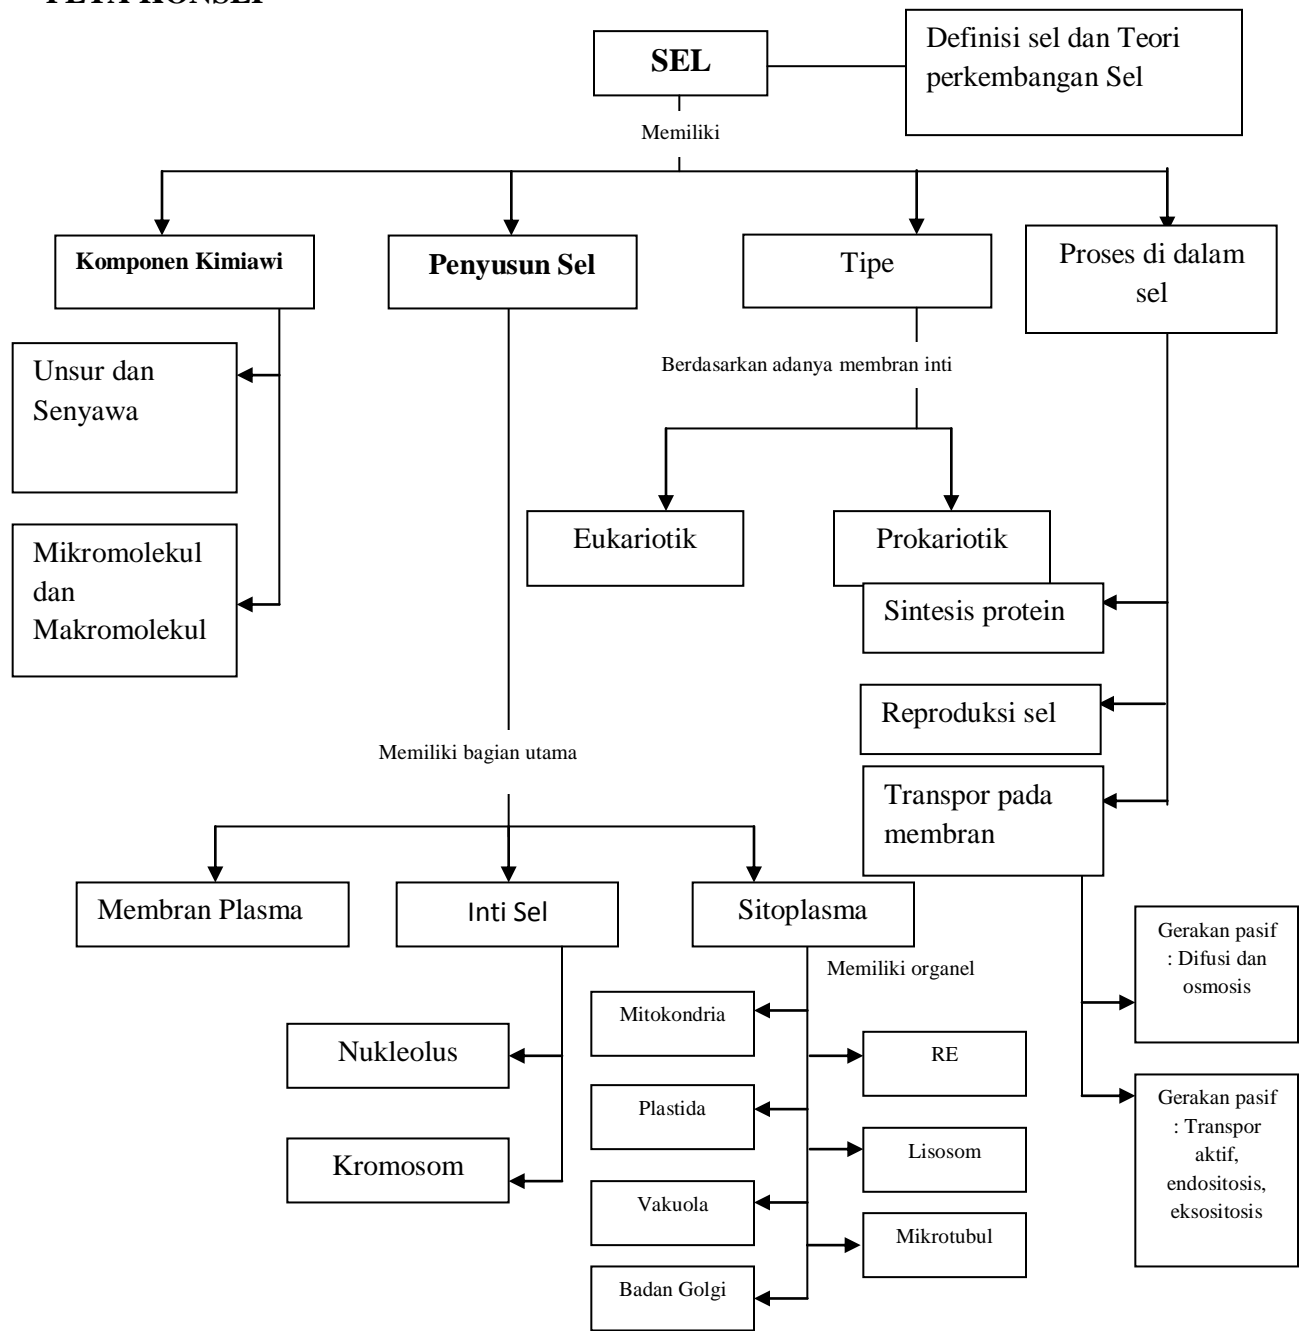 PETA KONSEP
SEL
Definisi sel dan Teori
perkembangan Sel
Memiliki
Komponen Kimiawi
Penyusun Sel
Tipe
Proses di dalam
sel
Unsur dan
Senyawa
Berdasarkan adanya membran inti
Eukariotik
Prokariotik
Mikromolekul
dan
Makromolekul
Sintesis protein
Reproduksi sel
Memiliki bagian utama
Transpor pada
membran
Membran Plasma
Inti Sel
Sitoplasma
Gerakan pasif
: Difusi dan
osmosis
Memiliki organel
Mitokondria
Nukleolus
RE
Plastida
Gerakan pasif
: Transpor
aktif,
endositosis,
eksositosis
Kromosom
Lisosom
Vakuola
Mikrotubul
Badan Golgi